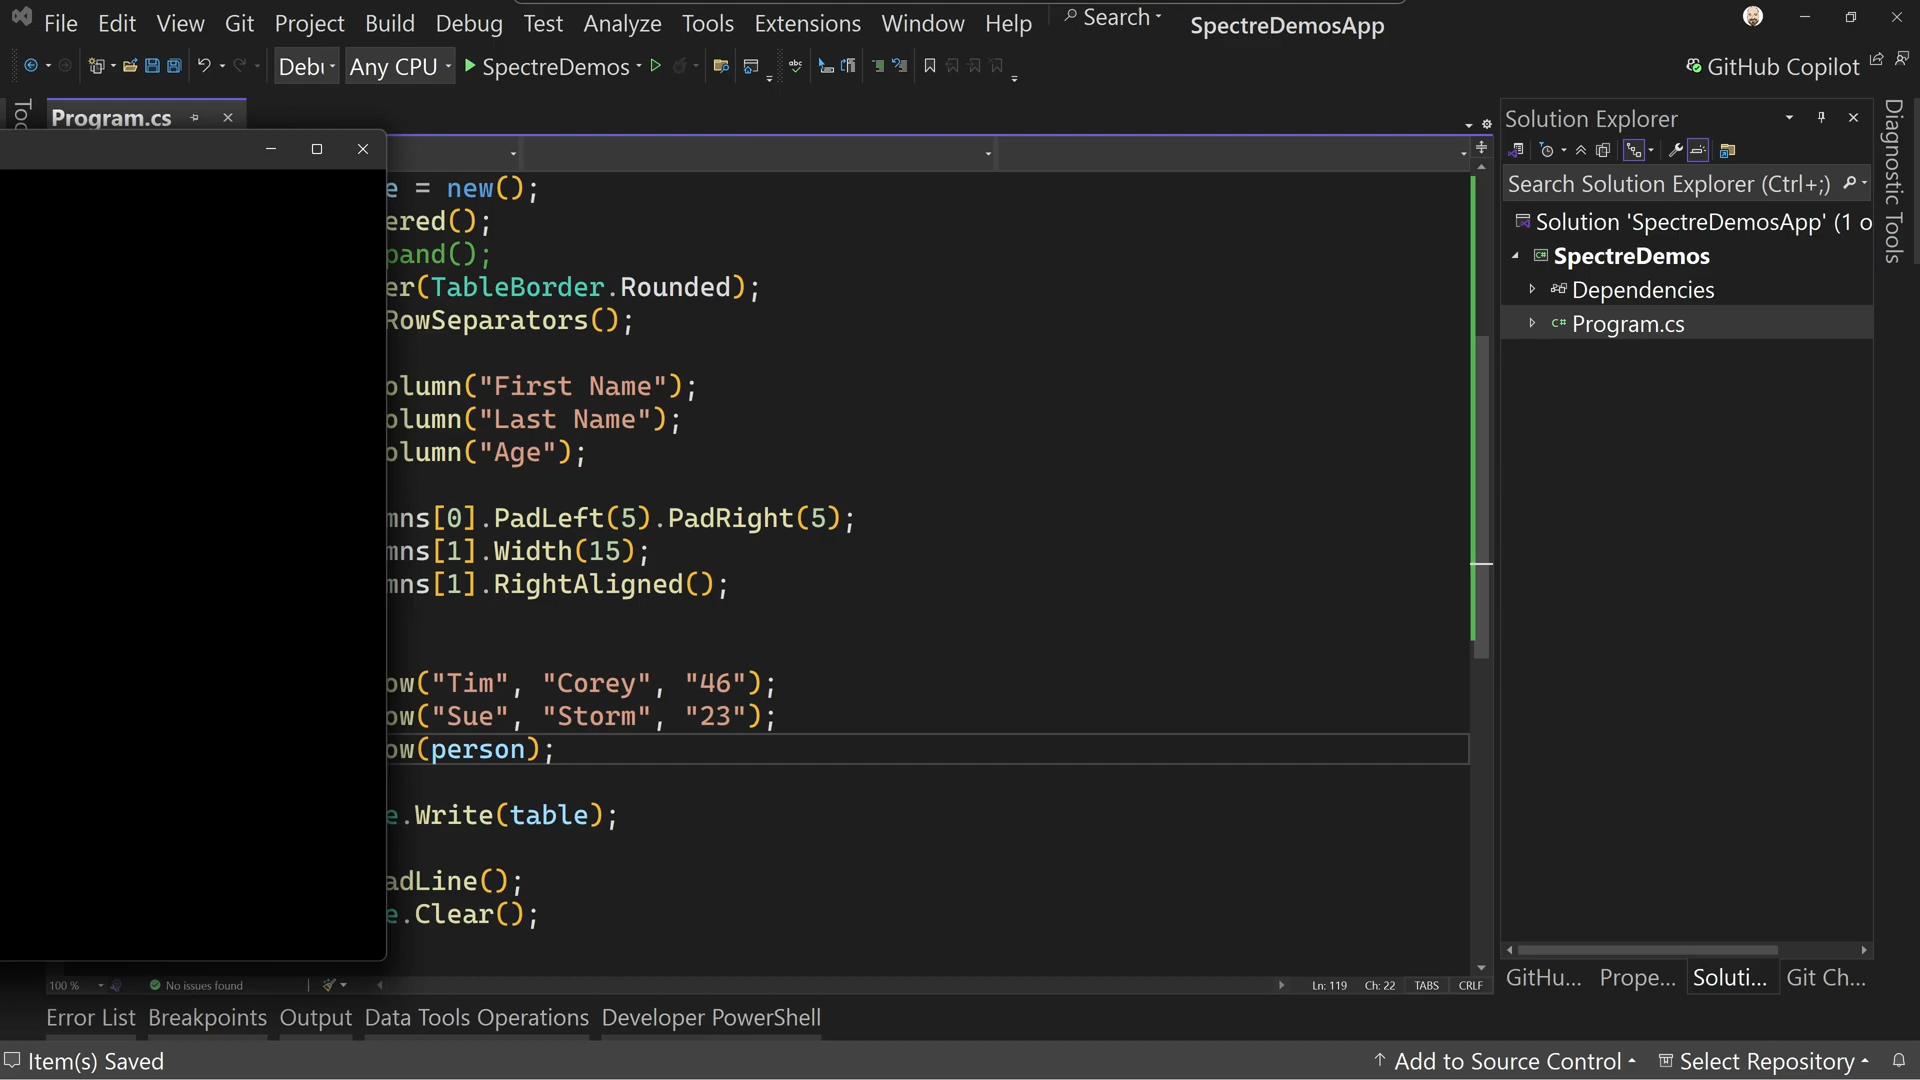 File Edit View Git Project Build Debug Test Analyze Tools Extensions Window Help Search SpectreDemosApp
Any CPU SpectreDemos GitHub Copilot
Program.cs
e = new();
ered();
pand();
er(TableBorder.Rounded);
RowSeparators();
olumn("First Name");
olumn("Last Name");
olumn("Age");
mns[0].PadLeft(5).PadRight(5);
mns[1].Width(15);
mns[1].RightAligned();
ow("Tim", "Corey", "46");
ow("Sue", "Storm", "23");
ow(person);
e.Write(table);
adLine();
e.Clear();
100 % No issues found Ln: 119 Ch: 22 TABS CRLF
Solution Explorer
Search Solution Explorer (Ctrl+;)
Solution 'SpectreDemosApp' (1 o
SpectreDemos
Dependencies
C# Program.cs
GitHu... Prope... Soluti... Git Ch...
Diagnostic Tools
Error List Breakpoints Output Data Tools Operations Developer PowerShell
Item(s) Saved Add to Source Control Select Repository